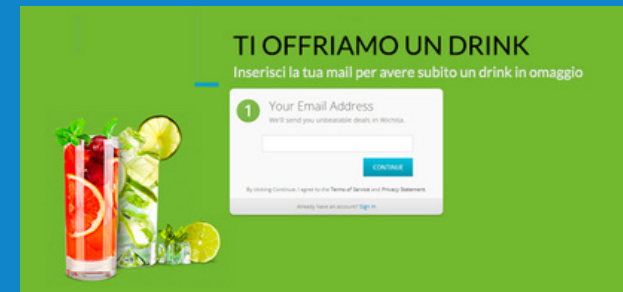 TI OFFRIAMO UN DRINK
Inserisci la tua mail per avere subito un drink in omaggio
1 Your Email Address
We'll send you unbeatable deals in Wichita.
CONTINUE
By clicking Continue, I agree to the Terms of Service and Privacy Statement.
Already have an account? Sign in